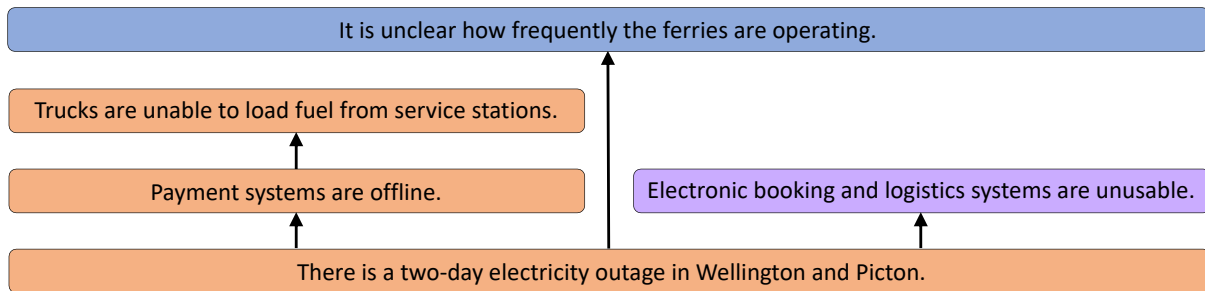 It is unclear how frequently the ferries are operating.
Trucks are unable to load fuel from service stations.
Payment systems are offline.
Electronic booking and logistics systems are unusable.
There is a two-day electricity outage in Wellington and Picton.